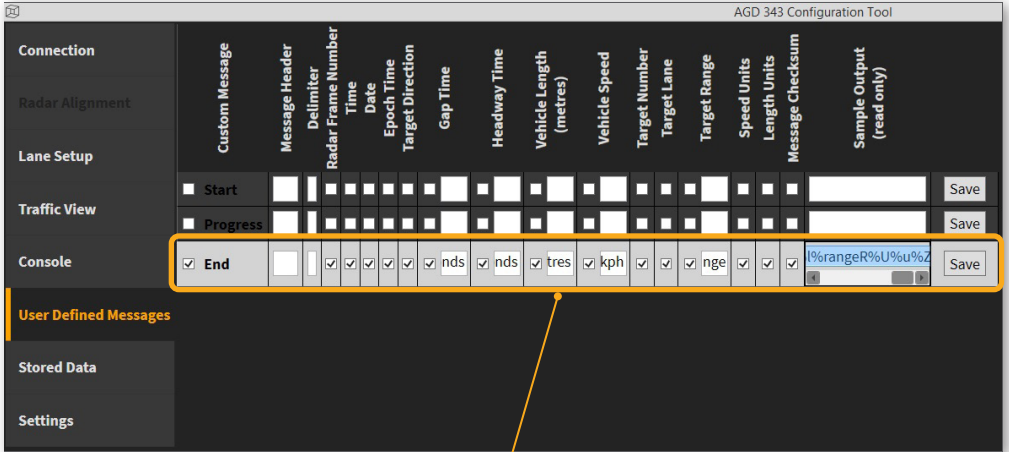 AGD 343 Configuration Tool
Connection
Radar Alignment
Lane Setup
Traffic View
Console
User Defined Messages
Stored Data
Settings
Custom Message
Message Header
Delimiter
Radar Frame Number
Time
Date
Epoch Time
Target Direction
Gap Time
Headway Time
Vehicle Length
(metres)
Vehicle Speed
Target Number
Target Lane
Target Range
Speed Units
Length Units
Message Checksum
Sample Output
(read only)
Start Save
Progress Save
End nds nds tres kph nge l%rangeR%U%u%Z Save